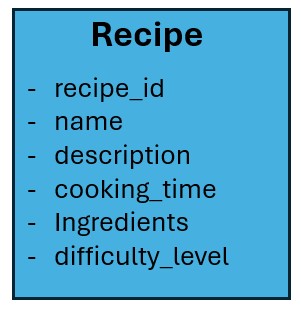 Recipe
- recipe_id
- name
- description
- cooking_time
- Ingredients
- difficulty_level